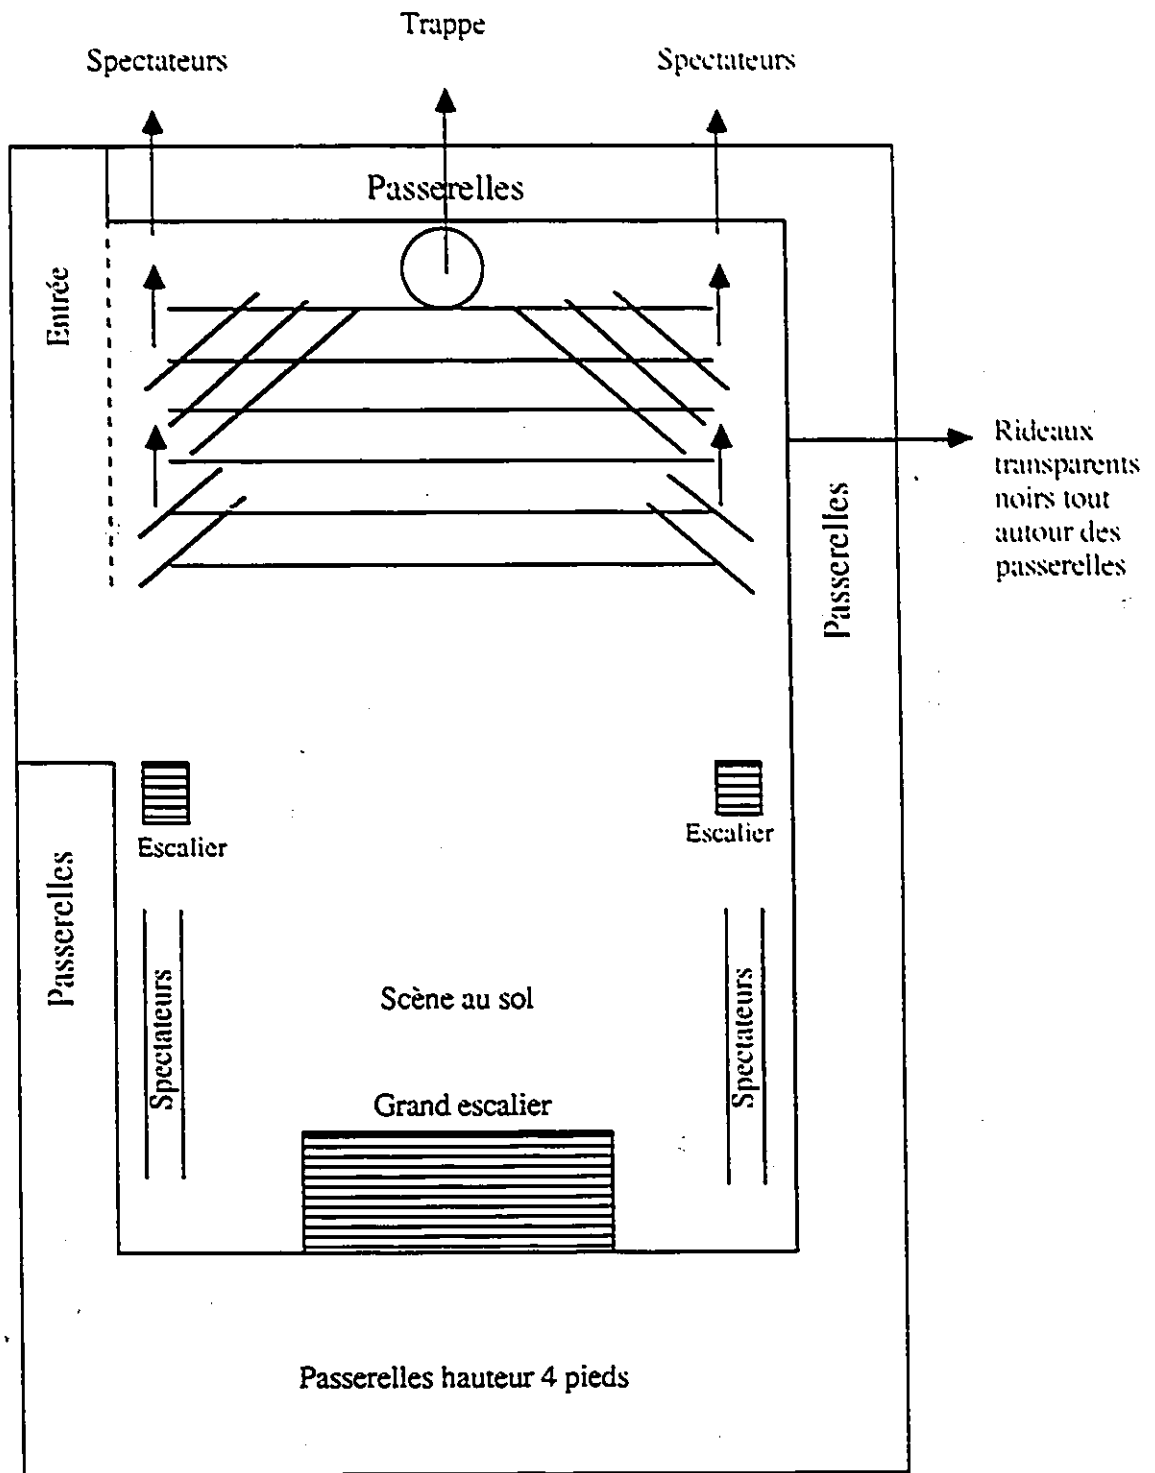 Trappe
Spectateurs
Spectateurs
Passerelles
Entrée
Rideaux
transparents
noirs tout
autour des
passerelles
Passerelles
Escalier
Escalier
Passerelles
Spectateurs
Scène au sol
Spectateurs
Grand escalier
Passerelles hauteur 4 pieds